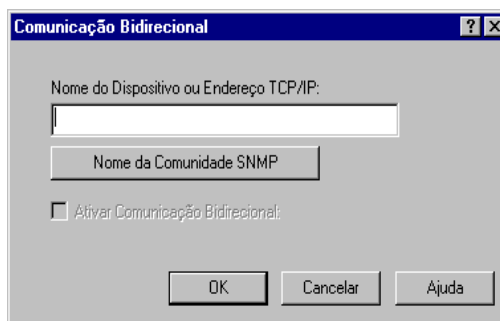 Comunicação Bidirecional
Nome do Dispositivo ou Endereço TCP/IP:
Nome da Comunidade SNMP
Ativar Comunicação Bidirecional:
OK
Cancelar
Ajuda